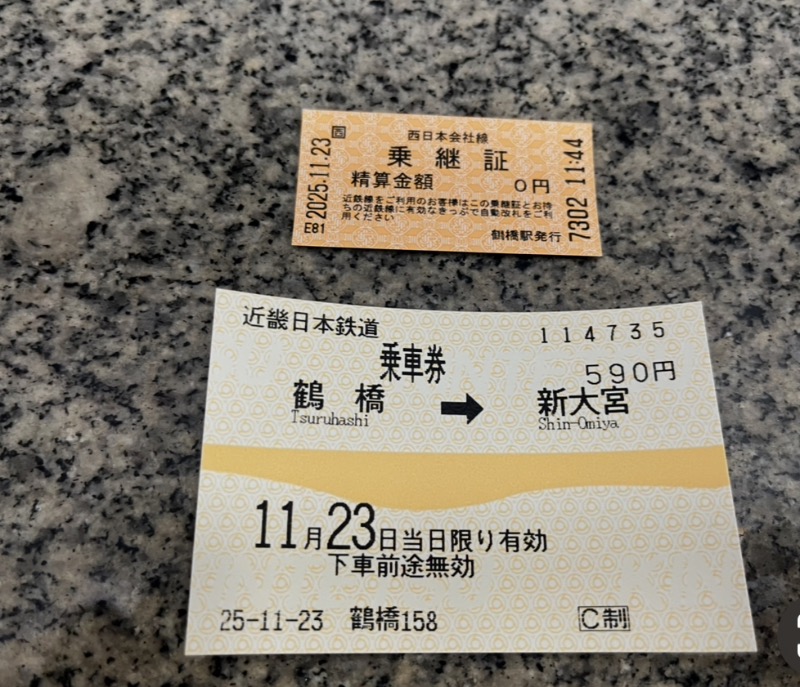 西
西日本会社線
乗継証
精算金額 0円
近鉄線をご利用のお客様はこの乗継証とお持
ちの近鉄線に有効なきっぷで自動改札をご利
用ください
鶴橋駅発行
2025.11.23
E81
7302 11:44
近畿日本鉄道
114735
乗車券
590円
鶴橋 ➡ 新大宮
Tsuruhashi Shin-Omiya
11月23日当日限り有効
下車前途無効
25-11-23 鶴橋158 C制